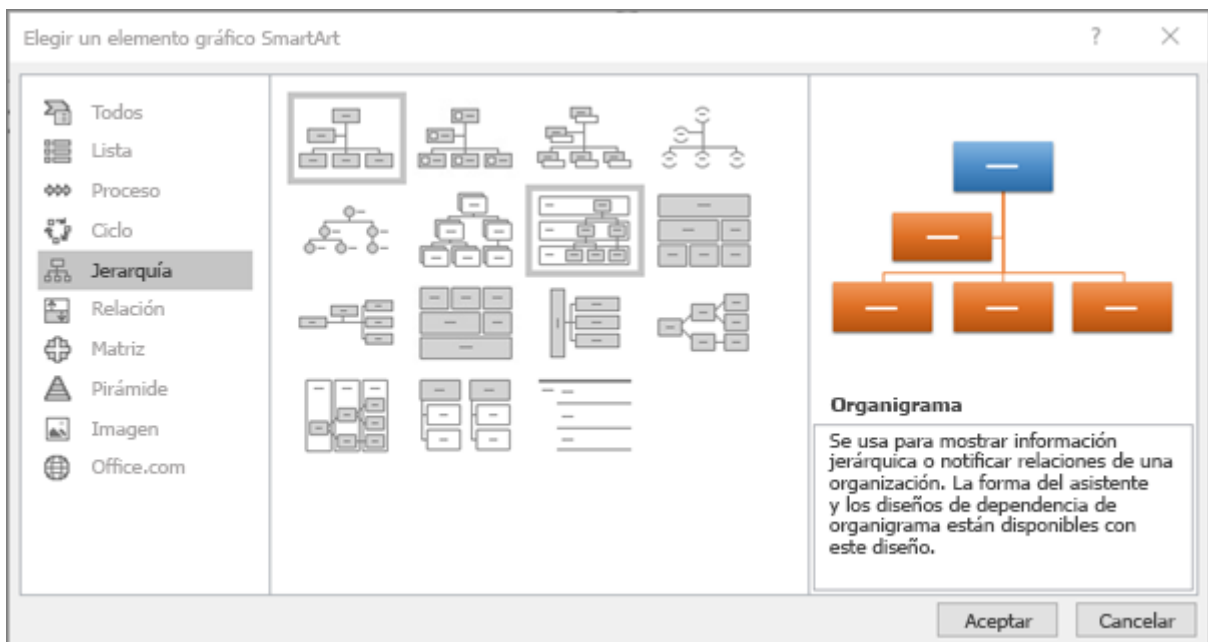 Elegir un elemento gráfico SmartArt
Todos
Lista
Proceso
Ciclo
Jerarquía
Relación
Matriz
Pirámide
Imagen
Office.com
Organigrama
Se usa para mostrar información
jerárquica o notificar relaciones de una
organización. La forma del asistente
y los diseños de dependencia de
organigrama están disponibles con
este diseño.
Aceptar
Cancelar